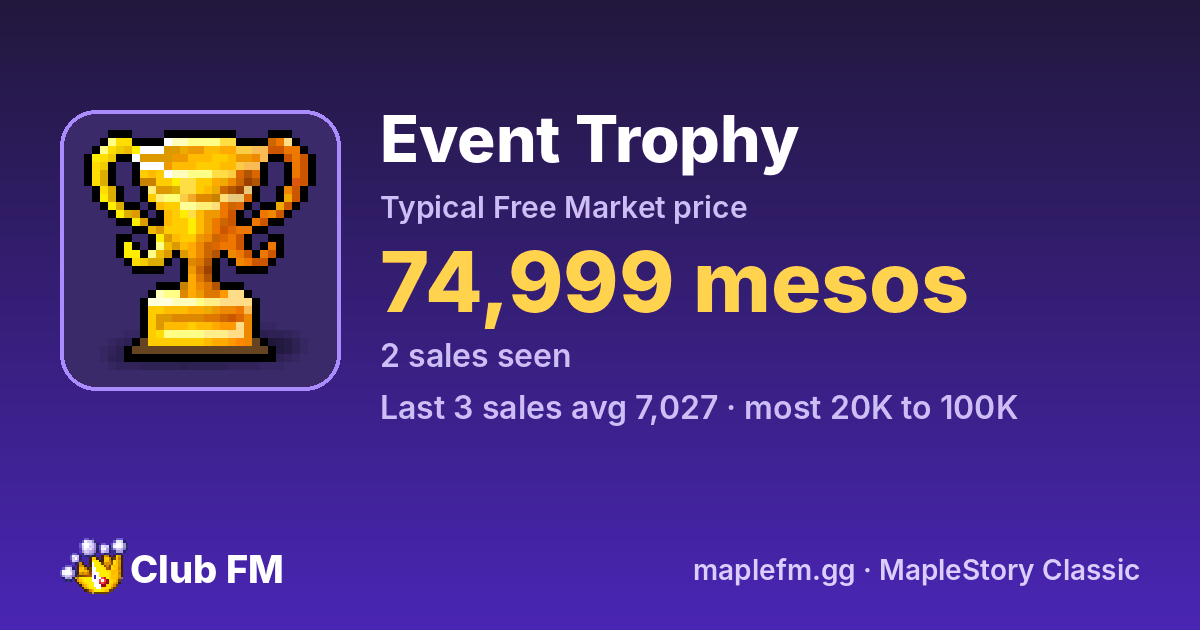 Event Trophy
Typical Free Market price
74,999 mesos
2 sales seen
Last 3 sales avg 7,027 · most 20K to 100K
Club FM
maplefm.gg · MapleStory Classic